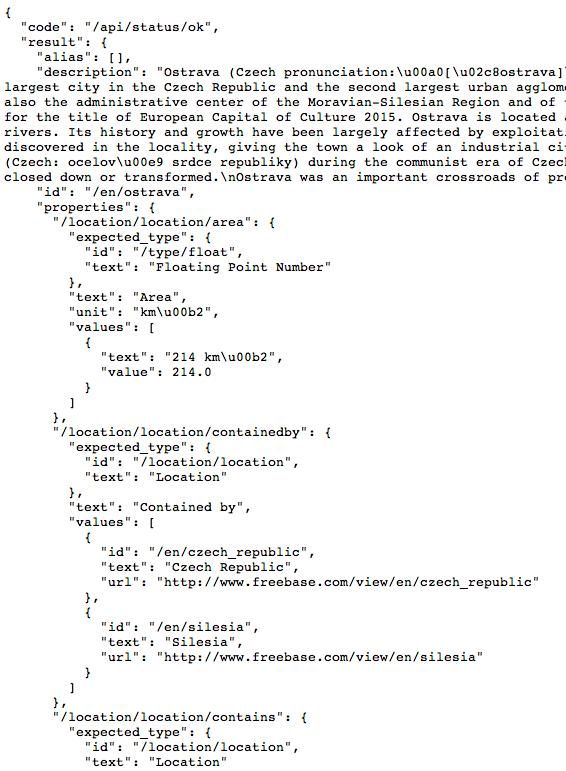 {
  "code": "/api/status/ok",
  "result": {
    "alias": [],
    "description": "Ostrava (Czech pronunciation:\u00a0[\u02c8ostrava]
largest city in the Czech Republic and the second largest urban agglome
also the administrative center of the Moravian-Silesian Region and of
for the title of European Capital of Culture 2015. Ostrava is located
rivers. Its history and growth have been largely affected by exploitat
discovered in the locality, giving the town a look of an industrial ci
(Czech: ocelov\u00e9 srdce republiky) during the communist era of Czec
closed down or transformed.\nOstrava was an important crossroads of pr
    "id": "/en/ostrava",
    "properties": {
      "/location/location/area": {
        "expected_type": {
          "id": "/type/float",
          "text": "Floating Point Number"
        },
        "text": "Area",
        "unit": "km\u00b2",
        "values": [
          {
            "text": "214 km\u00b2",
            "value": 214.0
          }
        ]
      },
      "/location/location/containedby": {
        "expected_type": {
          "id": "/location/location",
          "text": "Location"
        },
        "text": "Contained by",
        "values": [
          {
            "id": "/en/czech_republic",
            "text": "Czech Republic",
            "url": "http://www.freebase.com/view/en/czech_republic"
          },
          {
            "id": "/en/silesia",
            "text": "Silesia",
            "url": "http://www.freebase.com/view/en/silesia"
          }
        ]
      },
      "/location/location/contains": {
        "expected_type": {
          "id": "/location/location",
          "text": "Location"